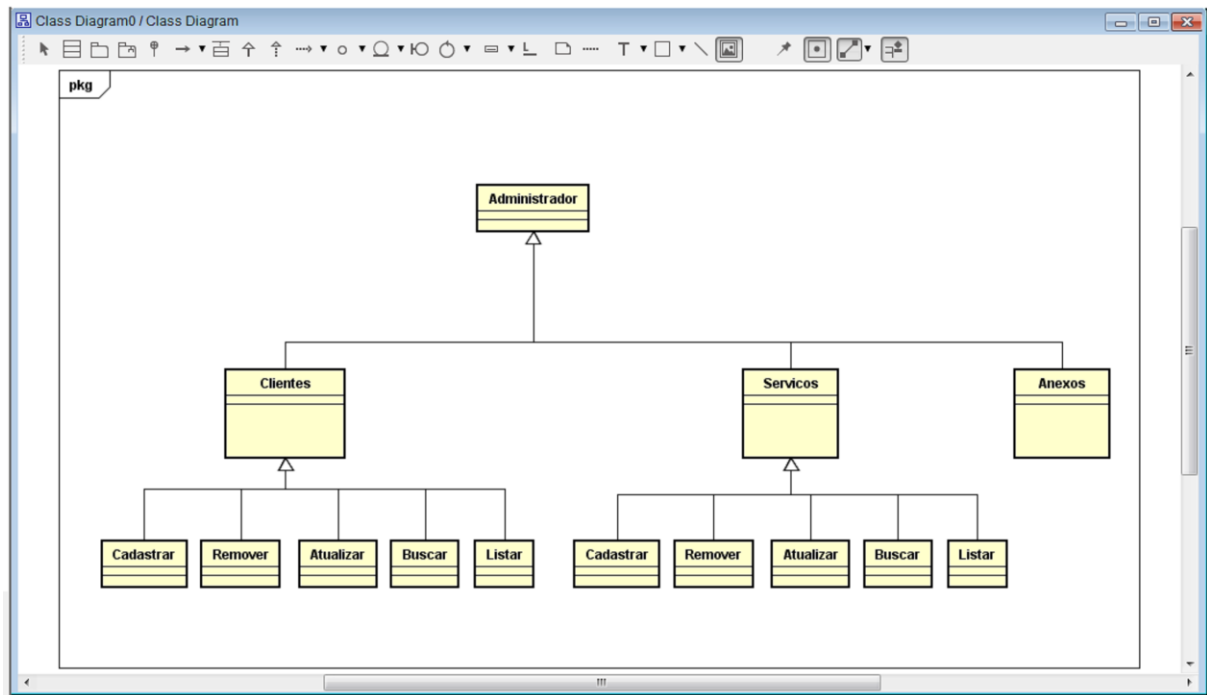 Class Diagram0 / Class Diagram
pkg
Administrador
Clientes
Servicos
Anexos
Cadastrar
Remover
Atualizar
Buscar
Listar
Cadastrar
Remover
Atualizar
Buscar
Listar